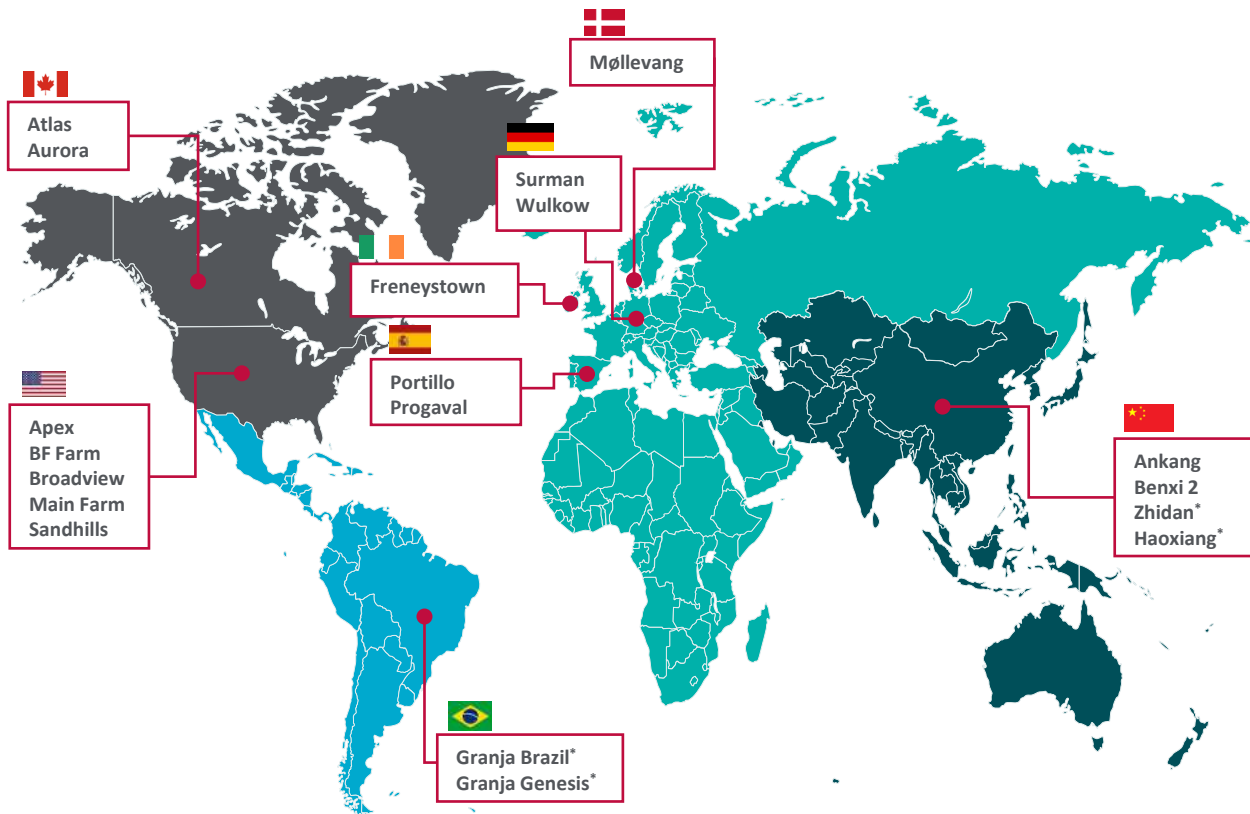 Møllevang
Atlas
Aurora
Surman
Wulkow
Freneystown
Portillo
Progaval
Apex
BF Farm
Broadview
Main Farm
Sandhills
Ankang
Benxi 2
Zhidan*
Haoxiang*
Granja Brazil*
Granja Genesis*